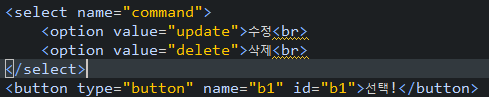 <select name="command">
<option value="update">수정<br>
<option value="delete">삭제<br>
</select>
<button type="button" name="b1" id="b1">선택!</button>